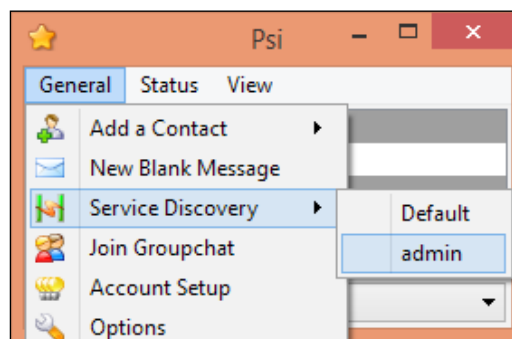 Psi
General Status View
Add a Contact
New Blank Message
Service Discovery
Default
Join Groupchat
admin
Account Setup
Options